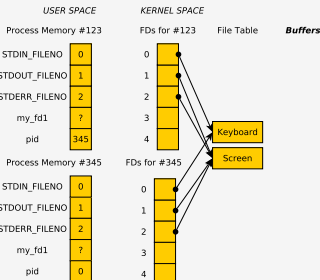 USER SPACE KERNEL SPACE
Process Memory #123 FDs for #123 File Table Buffers
STDIN_FILENO 0 0
STDOUT_FILENO 1 1
STDERR_FILENO 2 2
my_fd1 ? 3
pid 345 4
Keyboard
Screen
Process Memory #345 FDs for #345
STDIN_FILENO 0 0
STDOUT_FILENO 1 1
STDERR_FILENO 2 2
my_fd1 ? 3
pid 0 4